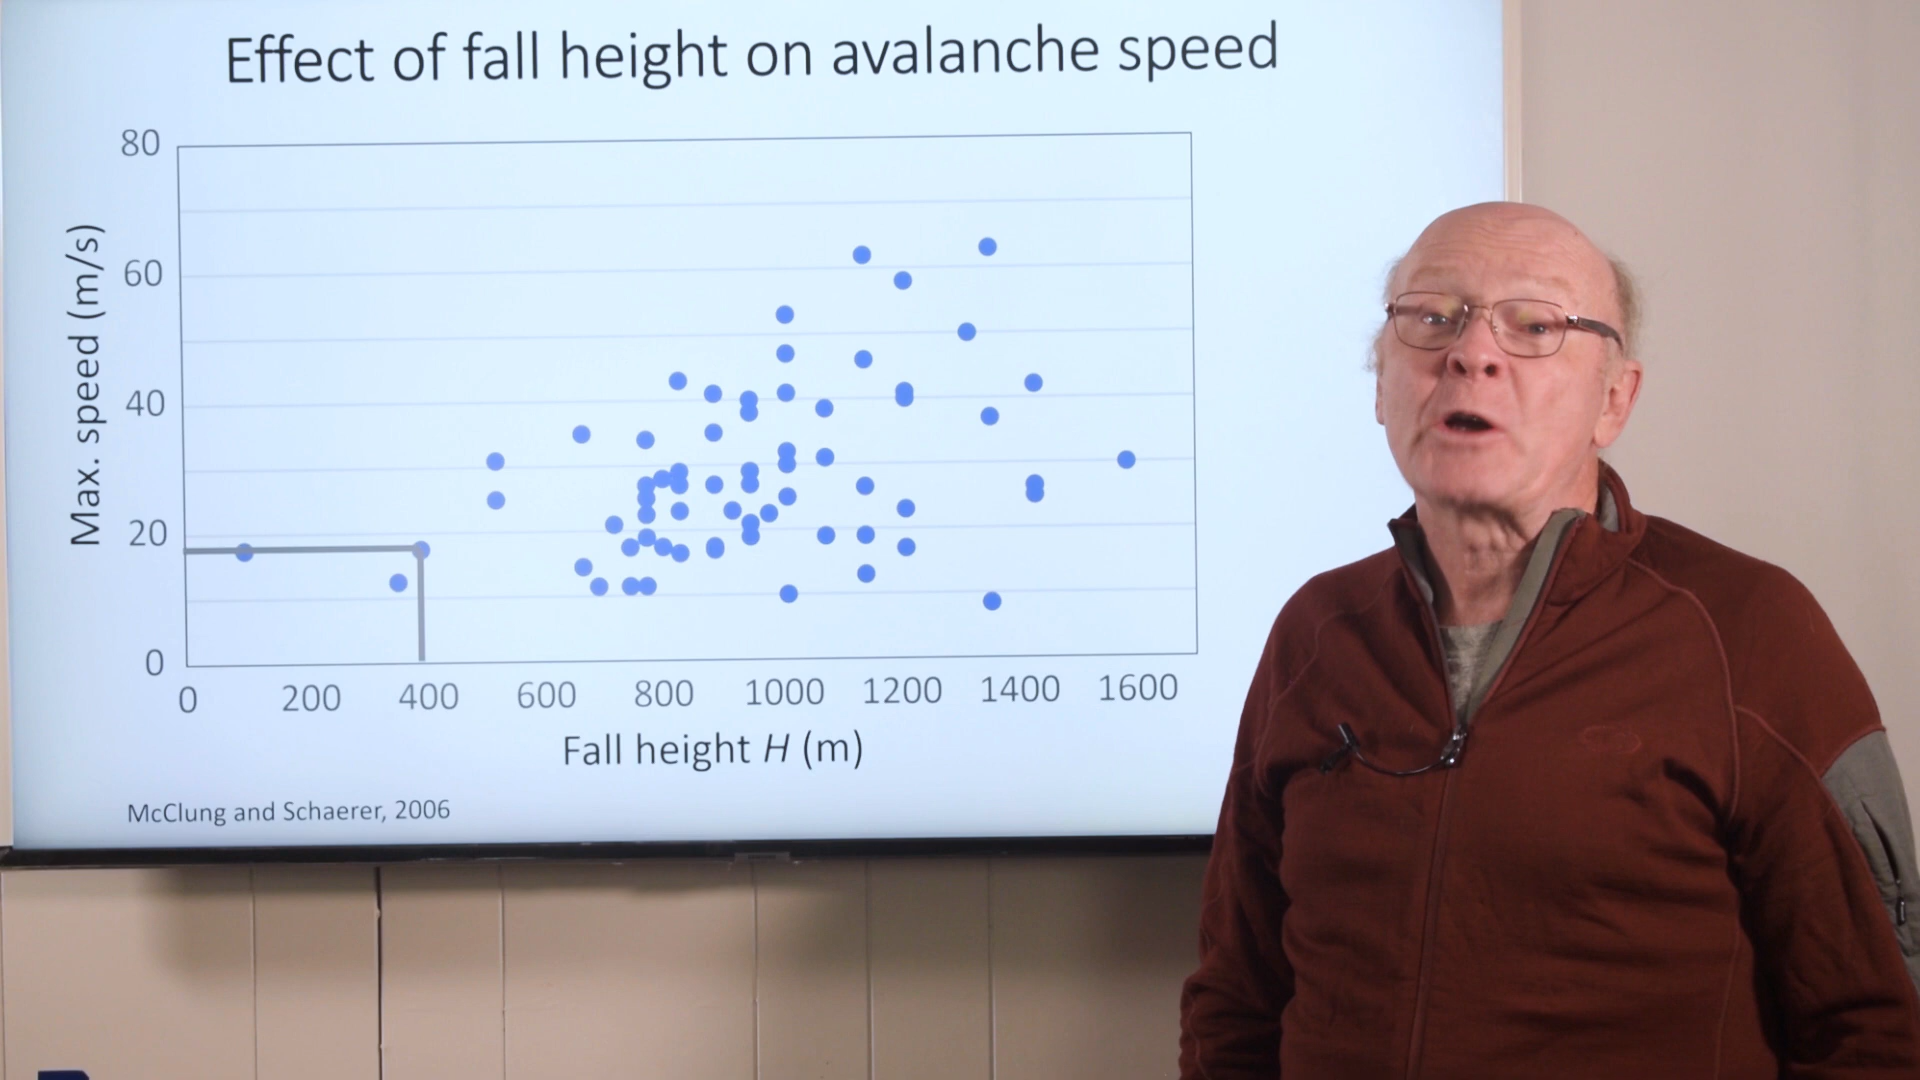 Effect of fall height on avalanche speed
80
60
40
20
0
Max. speed (m/s)
0 200 400 600 800 1000 1200 1400 1600
Fall height H (m)
McClung and Schaerer, 2006